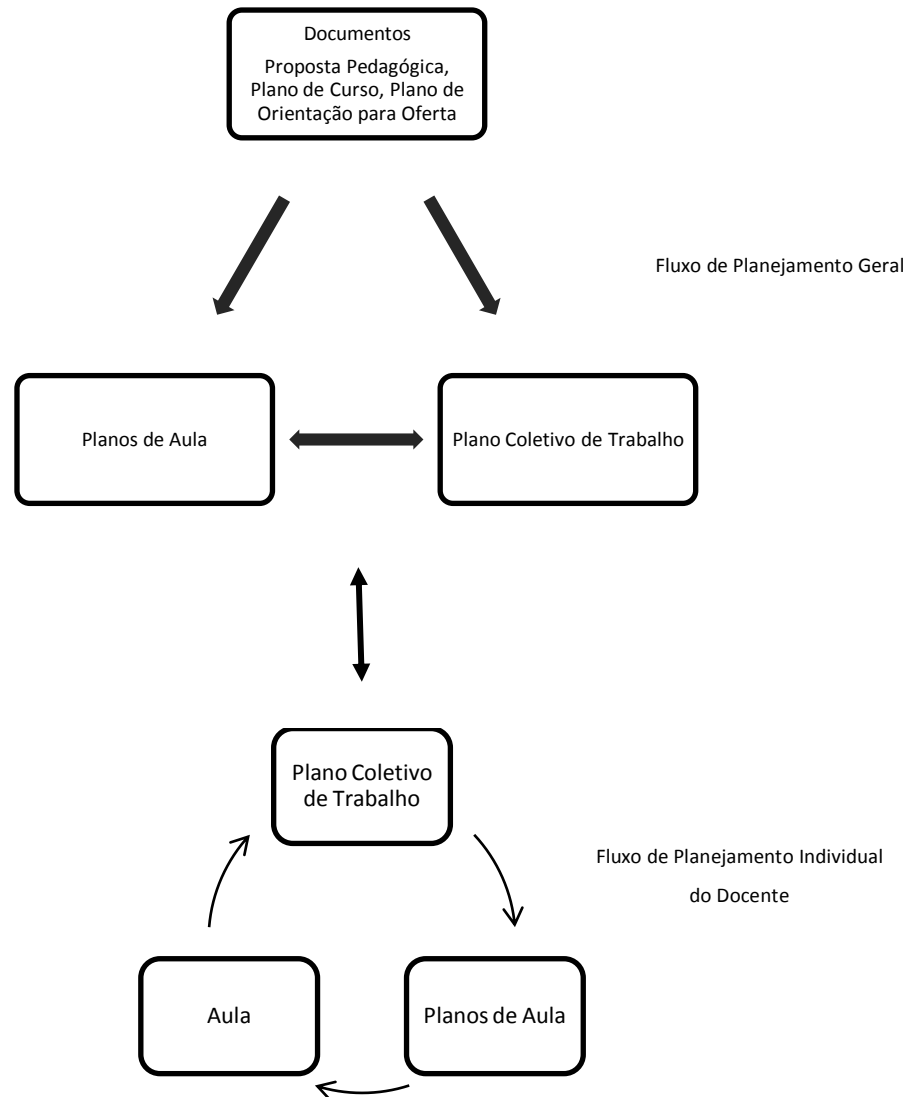 Documentos
Proposta Pedagógica,
Plano de Curso, Plano de
Orientação para Oferta
Fluxo de Planejamento Geral
Planos de Aula
Plano Coletivo de Trabalho
Plano Coletivo
de Trabalho
Fluxo de Planejamento Individual
do Docente
Aula
Planos de Aula